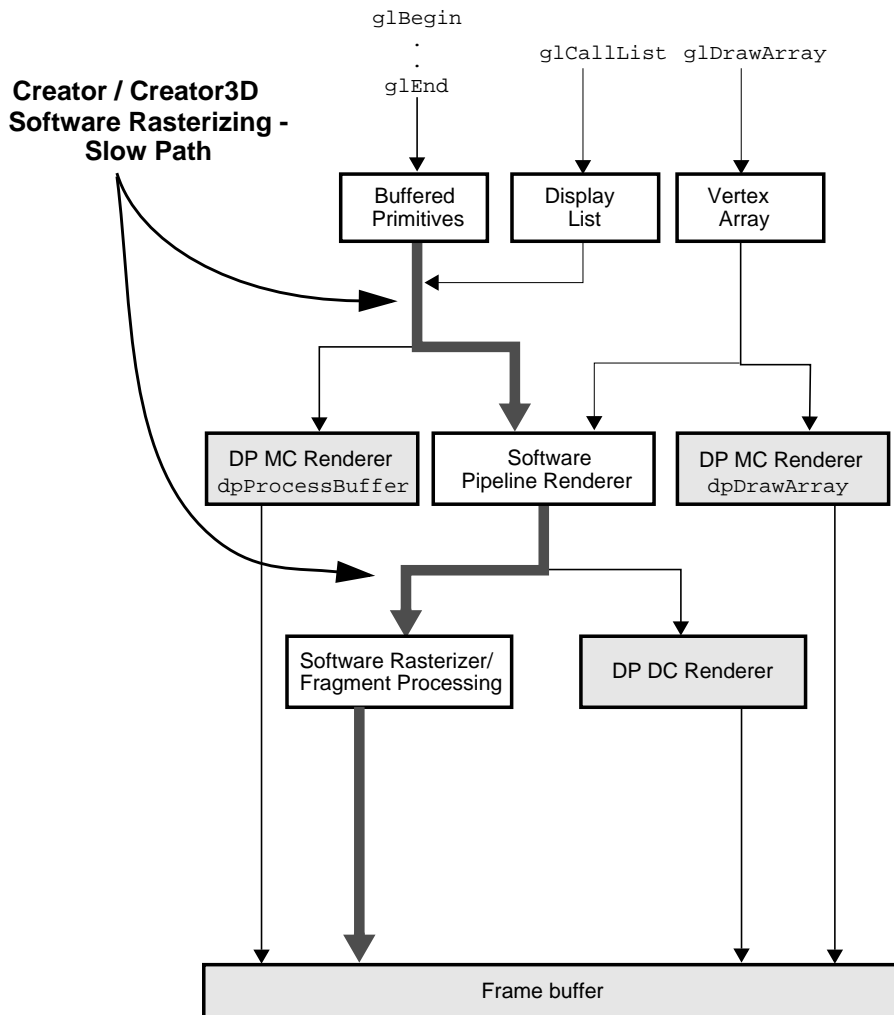 glBegin
.
.
glEnd
glCallList
glDrawArray
Creator / Creator3D
Software Rasterizing -
Slow Path
Buffered
Primitives
Display
List
Vertex
Array
DP MC Renderer
dpProcessBuffer
Software
Pipeline Renderer
DP MC Renderer
dpDrawArray
Software Rasterizer/
Fragment Processing
DP DC Renderer
Frame buffer